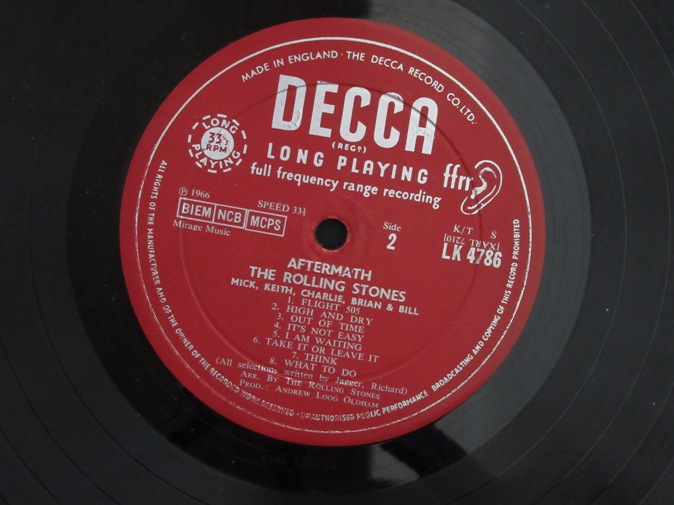 MADE IN ENGLAND · THE DECCA RECORD CO. LTD.
DECCA
(REGD)
LONG PLAYING
full frequency range recording
ffrr
LONG
33⅓
RPM
PLAYING
℗ 1966
SPEED 33⅓
BIEM NCB MCPS
Mirage Music
Side
2
K/T S
[XARL 7210]
LK 4786
AFTERMATH
THE ROLLING STONES
MICK, KEITH, CHARLIE, BRIAN & BILL
1. FLIGHT 505
2. HIGH AND DRY
3. OUT OF TIME
4. IT'S NOT EASY
5. I AM WAITING
6. TAKE IT OR LEAVE IT
7. THINK
8. WHAT TO DO
(All selections written by Jagger, Richard)
Arr. By The Rolling Stones
Prod.: Andrew Loog Oldham
ALL RIGHTS OF THE MANUFACTURER AND OF THE OWNER OF THE RECORDED WORK RESERVED · UNAUTHORISED PUBLIC PERFORMANCE BROADCASTING AND COPYING OF THIS RECORD PROHIBITED